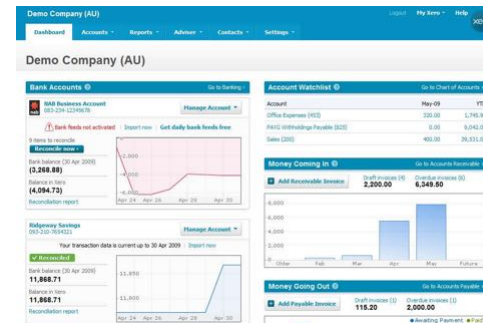 Demo Company (AU)
Logout My Xero Help
Dashboard Accounts Reports Adviser Contacts Settings
Demo Company (AU)
Bank Accounts
Go to Banking ›
NAB Business Account
083-234-12345678
Manage Account
Bank feeds not activated | Import now | Get daily bank feeds free
9 items to reconcile
Reconcile now ›
Bank balance (30 Apr 2009)
(3,268.88)
Balance in Xero
(4,094.73)
Reconciliation report
-2,000
-4,000
-6,000
Apr 24 Apr 26 Apr 28 Apr 30
Ridgeway Savings
Manage Account
Your transaction data is current up to 30 Apr 2009 | Import now
Reconciled
Bank balance (30 Apr 2009)
11,868.71
Balance in Xero
11,868.71
Reconciliation report
11,850
11,800
Apr 24 Apr 26 Apr 28 Apr 30
Account Watchlist
Go to Chart of Accounts
Account May-09
Office Expenses (453) 320.00
PAYG Withholdings Payable (825) 0.00
Sales (200) 400.00
Money Coming In
Go to Accounts Receivable
Add Receivable Invoice
Draft invoices (4)
2,200.00
Overdue invoices (6)
6,349.50
8,000
6,000
4,000
2,000
Older Feb Mar Apr May Future
Money Going Out
Go to Accounts Payable
Add Payable Invoice
Draft invoices (1)
115.20
Overdue invoices (1)
2,000.00
Awaiting Payment